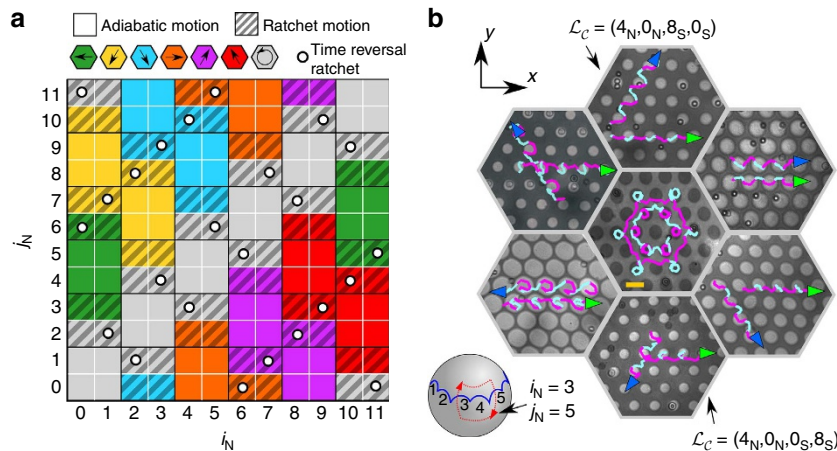 a
Adiabatic motion
Ratchet motion
Time reversal
ratchet
11
10
9
8
7
6
5
4
3
2
1
0
j_N
0 1 2 3 4 5 6 7 8 9 10 11
i_N
b
y
x
ℒ_C = (4_N,0_N,8_S,0_S)
1 2 3 4 5
i_N = 3
j_N = 5
ℒ_C = (4_N,0_N,0_S,8_S)